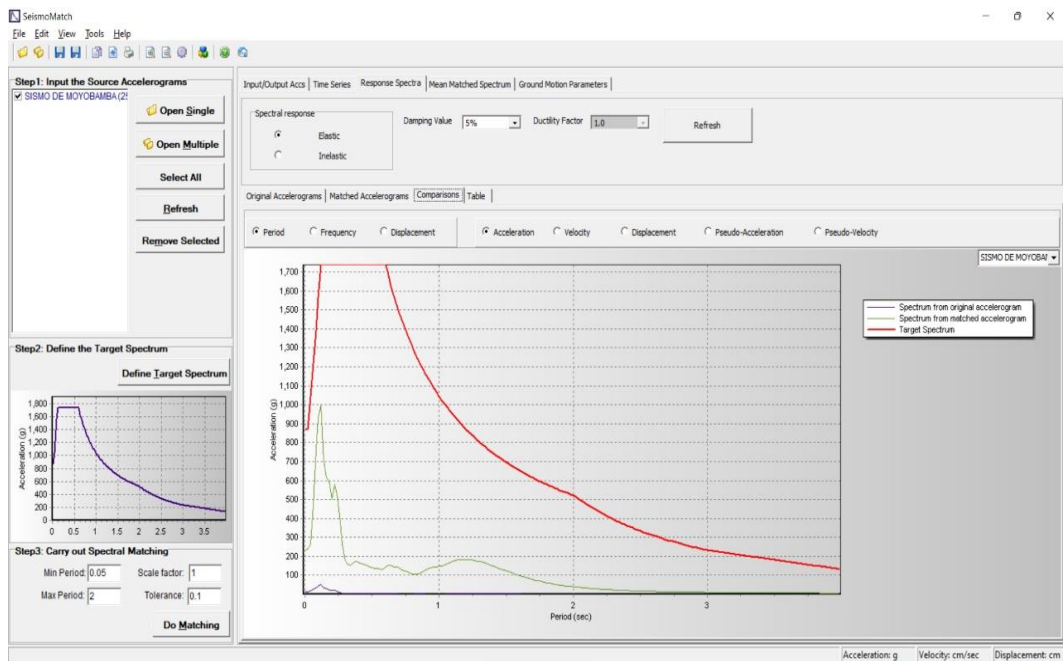 SeismoMatch
File Edit View Tools Help
Step1: Input the Source Accelerograms
SISMO DE MOYOBAMBA (25
Open Single
Open Multiple
Select All
Refresh
Remove Selected
Step2: Define the Target Spectrum
Define Target Spectrum
1,800
1,600
1,400
1,200
1,000
800
600
400
200
0
Acceleration (g)
0 0.5 1 1.5 2 2.5 3 3.5
Step3: Carry out Spectral Matching
Min Period: 0.05 Scale factor: 1
Max Period: 2 Tolerance: 0.1
Do Matching
Input/Output Accs Time Series Response Spectra Mean Matched Spectrum Ground Motion Parameters
Spectral response
Elastic
Inelastic
Damping Value 5% Ductility Factor 1.0 Refresh
Original Accelerograms Matched Accelerograms Comparisons Table
Period Frequency Displacement Acceleration Velocity Displacement Pseudo-Acceleration Pseudo-Velocity
SISMO DE MOYOBA
Spectrum from original accelerogram
Spectrum from matched accelerogram
Target Spectrum
1,700
1,600
1,500
1,400
1,300
1,200
1,100
1,000
900
800
700
600
500
400
300
200
100
Acceleration (g)
0 1 2 3
Period (sec)
Acceleration: g Velocity: cm/sec Displacement: cm